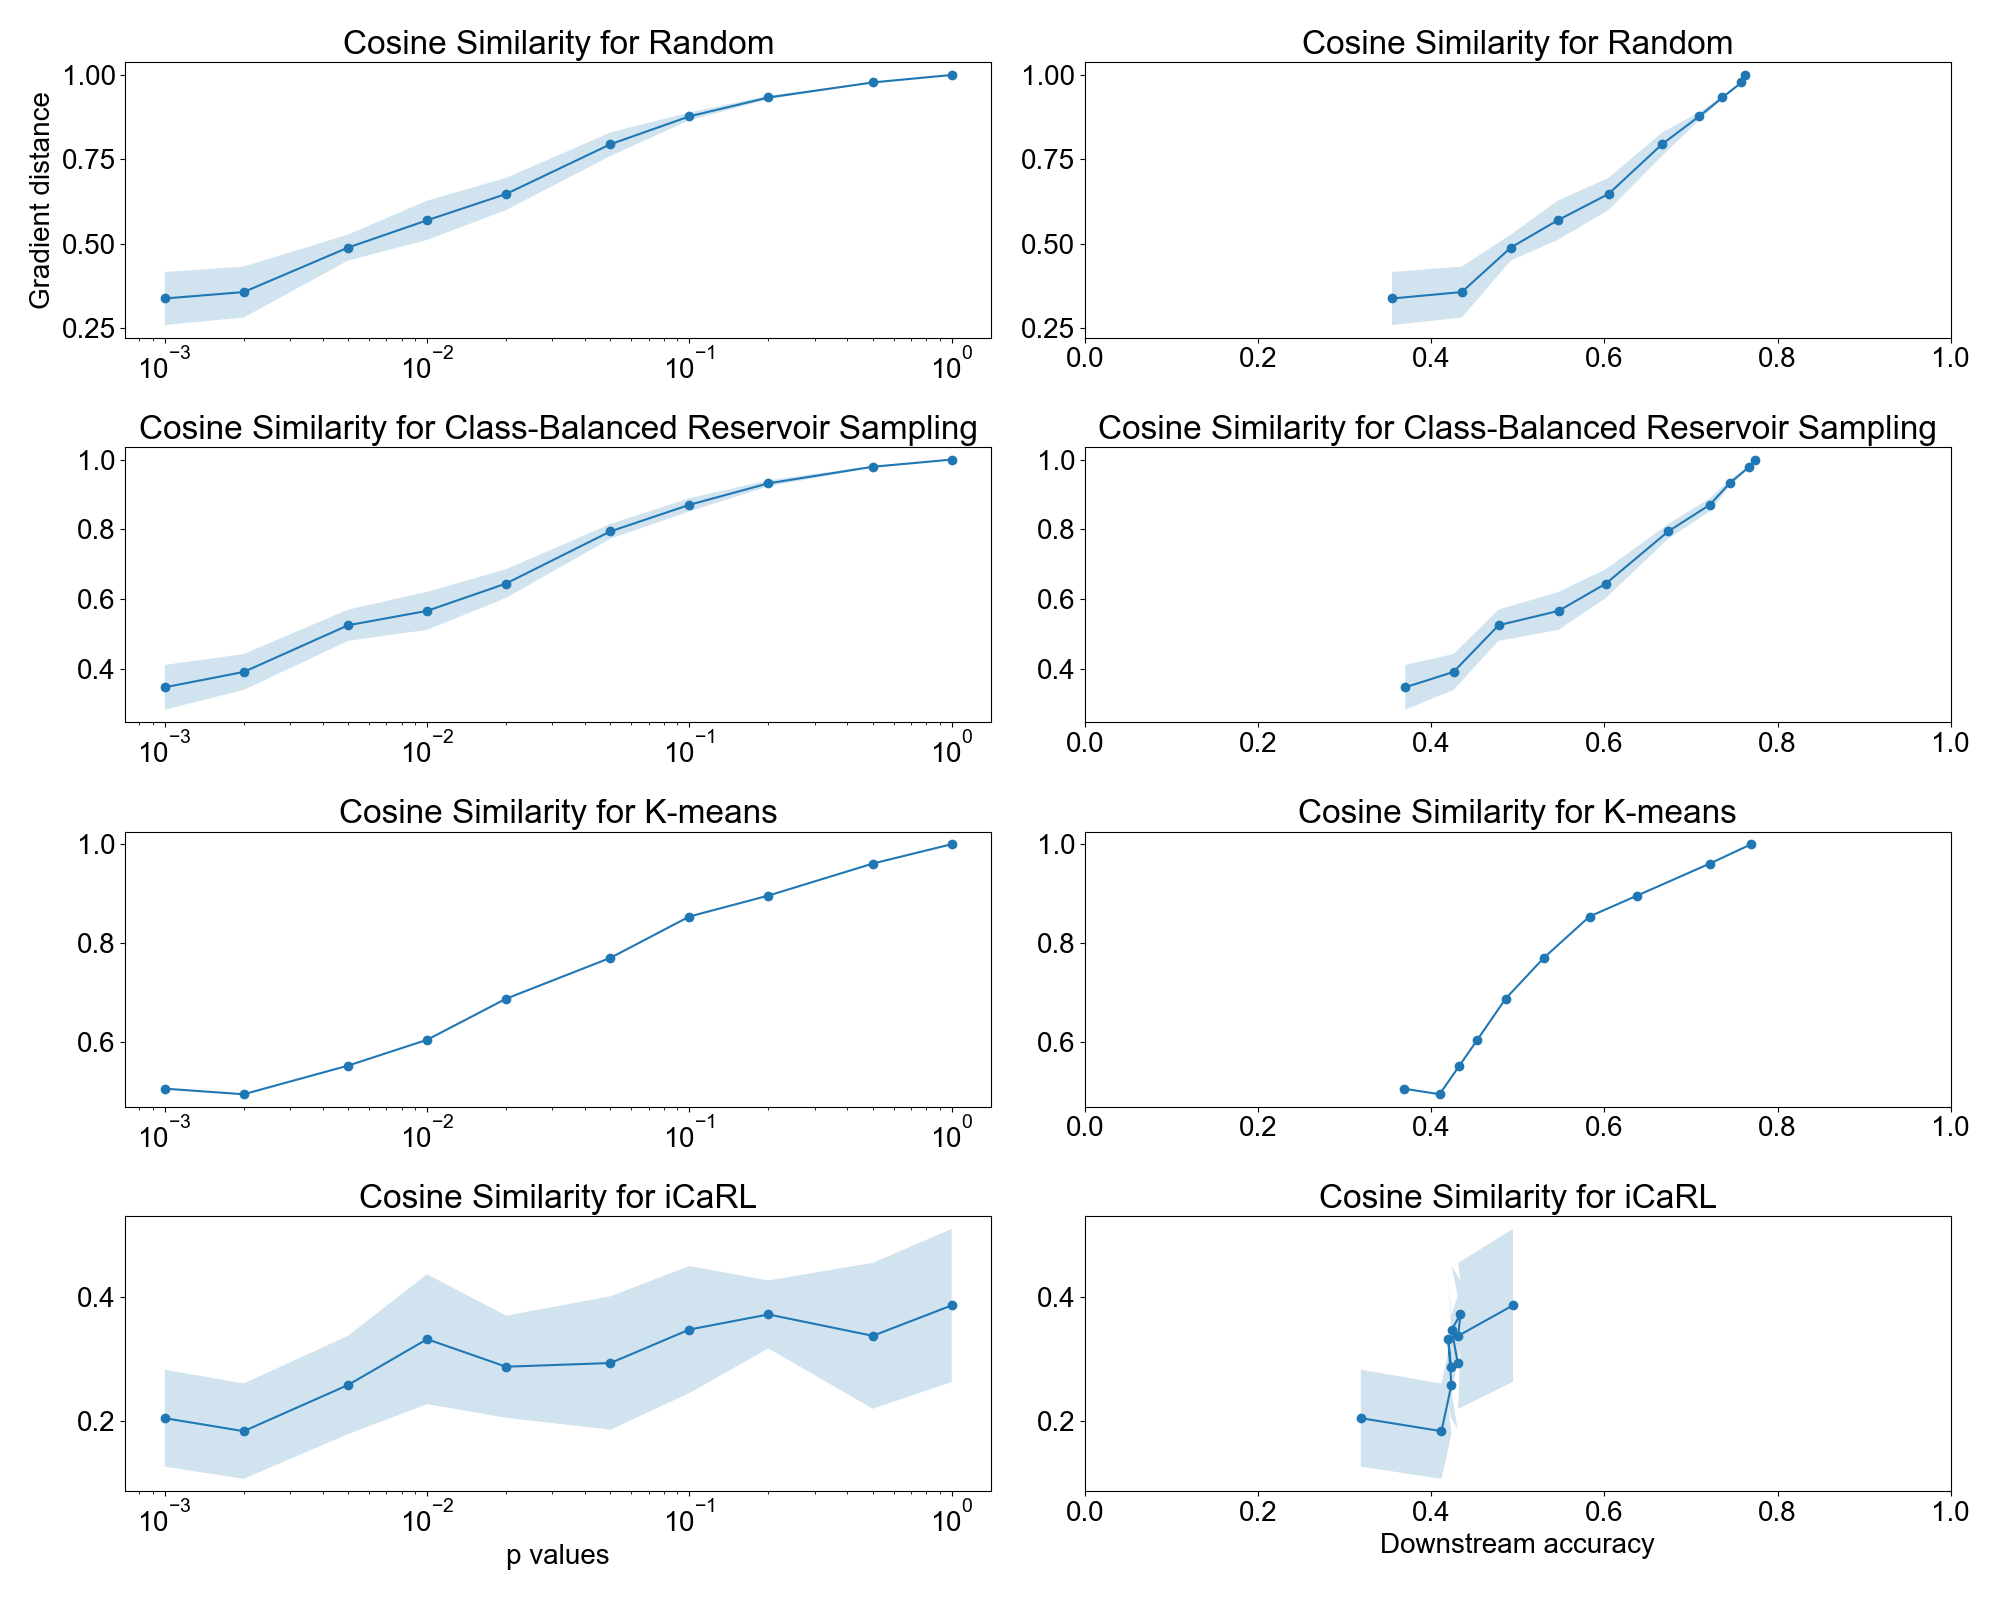 Cosine Similarity for Random
Cosine Similarity for Random
Gradient distance
1.00
0.75
0.50
0.25
10⁻³ 10⁻² 10⁻¹ 10⁰
1.00
0.75
0.50
0.25
0.0 0.2 0.4 0.6 0.8 1.0
Cosine Similarity for Class-Balanced Reservoir Sampling
Cosine Similarity for Class-Balanced Reservoir Sampling
1.0
0.8
0.6
0.4
10⁻³ 10⁻² 10⁻¹ 10⁰
1.0
0.8
0.6
0.4
0.0 0.2 0.4 0.6 0.8 1.0
Cosine Similarity for K-means
Cosine Similarity for K-means
1.0
0.8
0.6
10⁻³ 10⁻² 10⁻¹ 10⁰
1.0
0.8
0.6
0.0 0.2 0.4 0.6 0.8 1.0
Cosine Similarity for iCaRL
Cosine Similarity for iCaRL
0.4
0.2
10⁻³ 10⁻² 10⁻¹ 10⁰
p values
0.4
0.2
0.0 0.2 0.4 0.6 0.8 1.0
Downstream accuracy